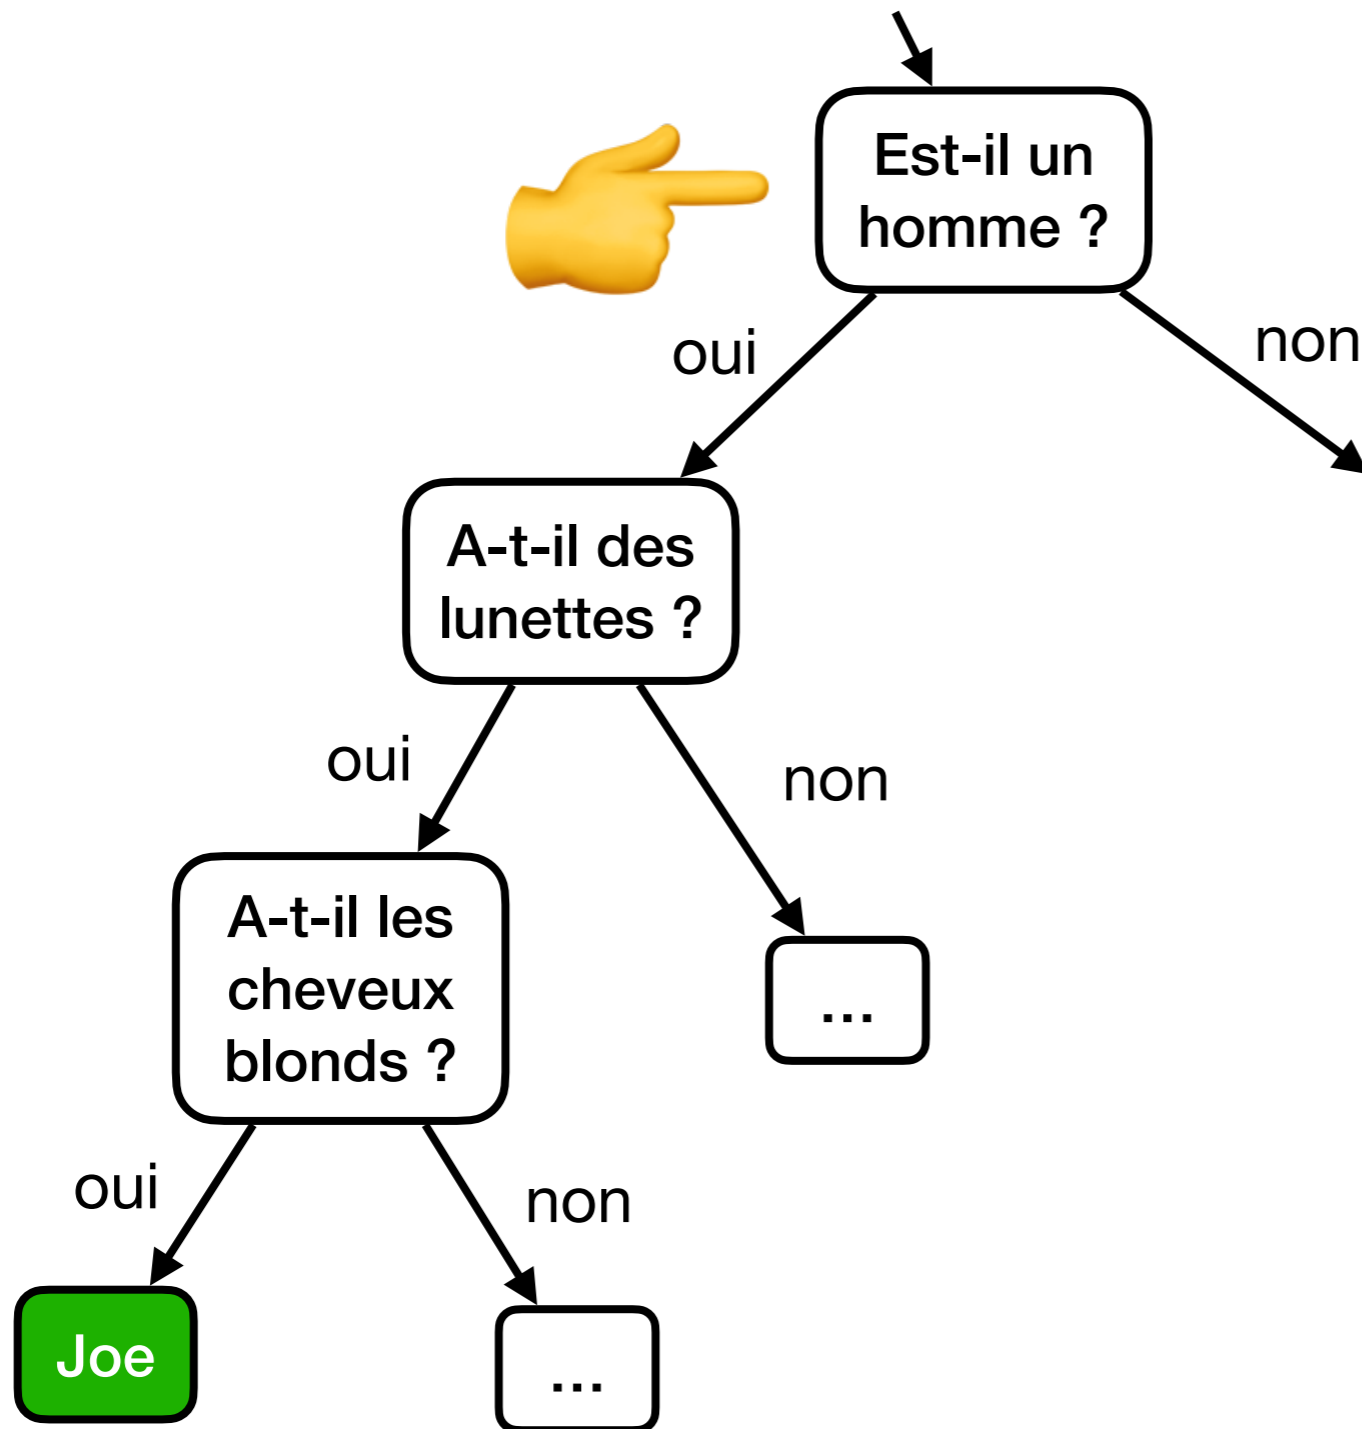 Est-il un
homme ?
oui
non
A-t-il des
lunettes ?
oui
non
A-t-il les
cheveux
blonds ?
...
oui
non
Joe
...